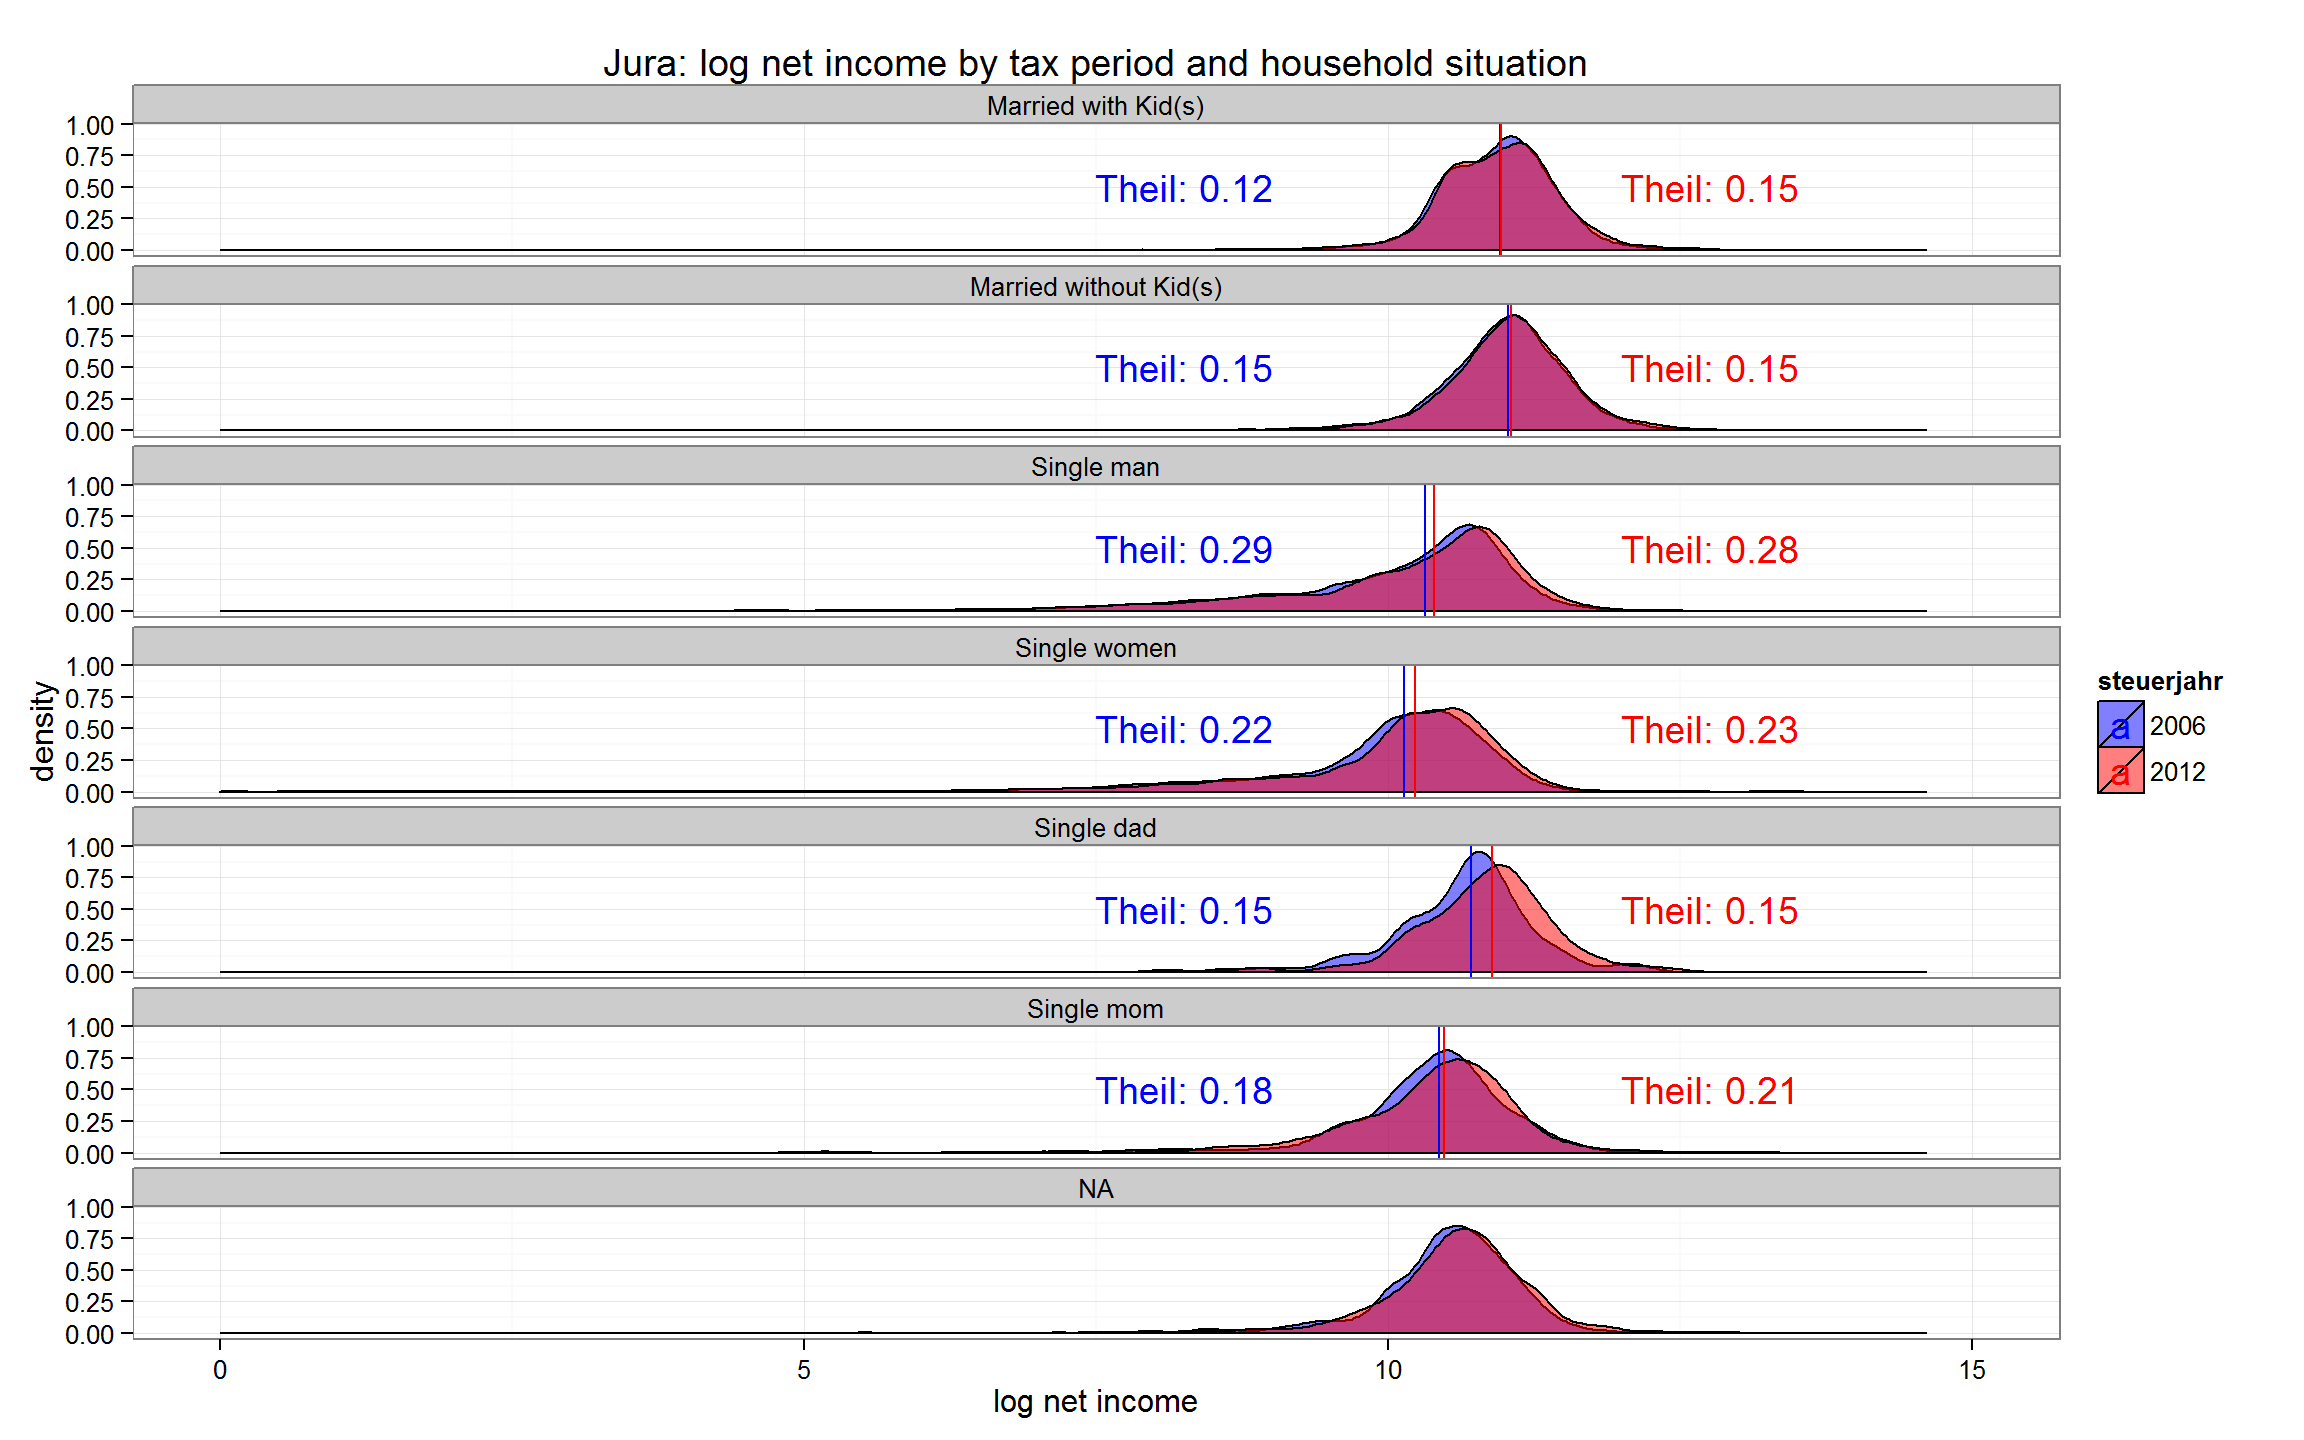 Jura: log net income by tax period and household situation
Married with Kid(s)
1.00
0.75
0.50
0.25
0.00
Theil: 0.12 Theil: 0.15
Married without Kid(s)
1.00
0.75
0.50
0.25
0.00
Theil: 0.15 Theil: 0.15
Single man
1.00
0.75
0.50
0.25
0.00
Theil: 0.29 Theil: 0.28
Single women
1.00
0.75
0.50
0.25
0.00
Theil: 0.22 Theil: 0.23
Single dad
1.00
0.75
0.50
0.25
0.00
Theil: 0.15 Theil: 0.15
Single mom
1.00
0.75
0.50
0.25
0.00
Theil: 0.18 Theil: 0.21
NA
1.00
0.75
0.50
0.25
0.00
0 5 10 15
log net income
density
steuerjahr
a 2006
a 2012